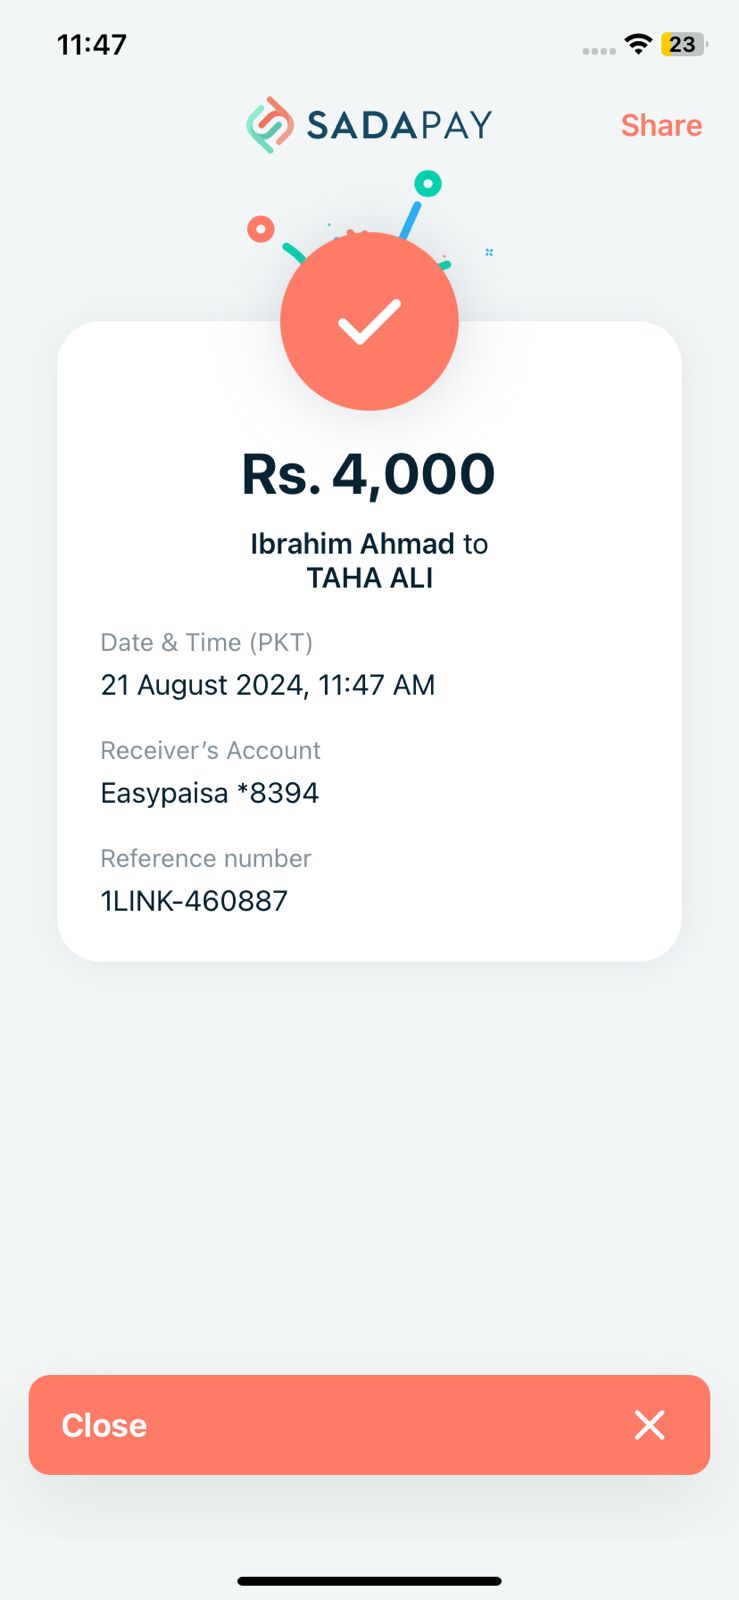 11:47
23
SADAPAY
Share
Rs. 4,000
Ibrahim Ahmad to
TAHA ALI
Date & Time (PKT)
21 August 2024, 11:47 AM
Receiver’s Account
Easypaisa *8394
Reference number
1LINK-460887
Close